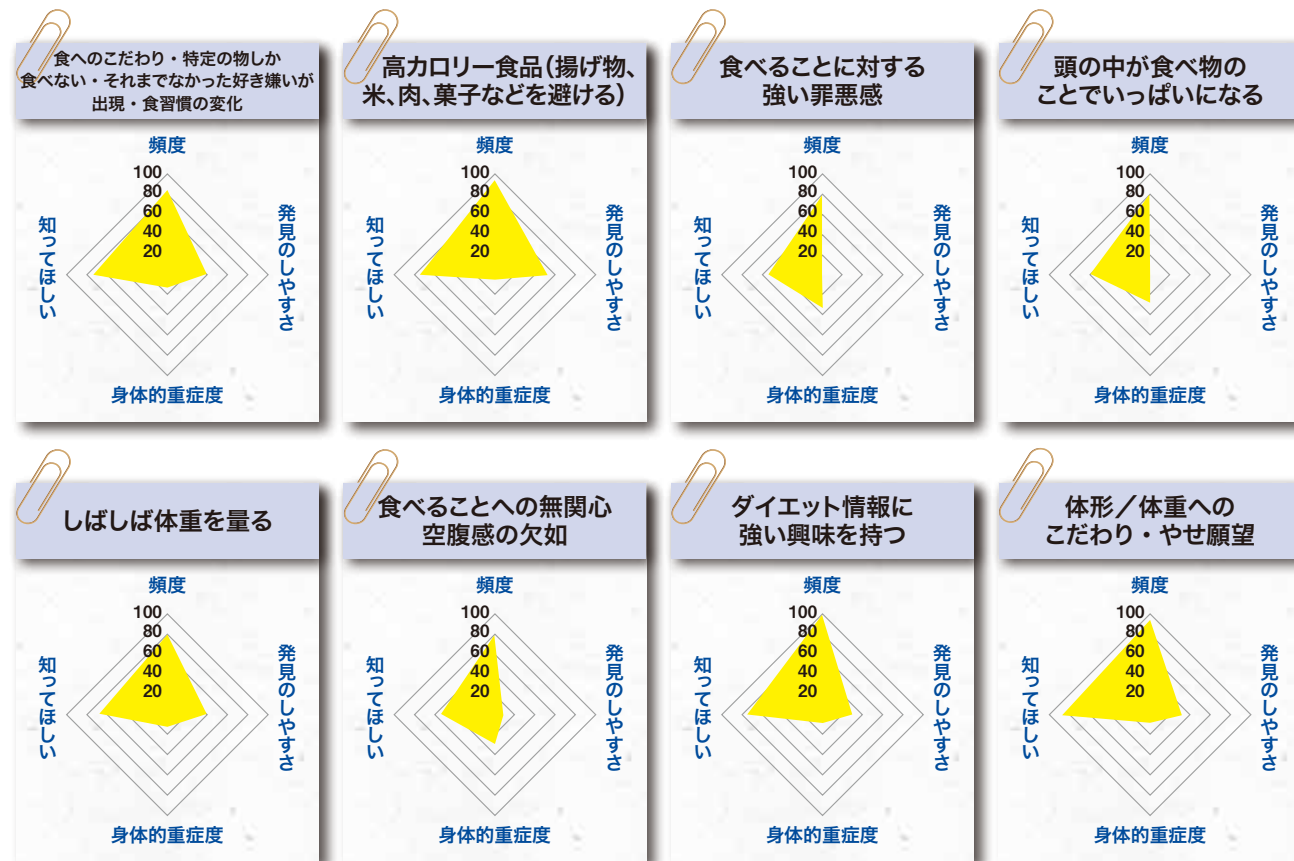 食へのこだわり・特定の物しか
食べない・それまでなかった好き嫌いが
出現・食習慣の変化
頻度
100
80
60
40
20
知ってほしい
発見のしやすさ
身体的重症度
高カロリー食品（揚げ物、
米、肉、菓子などを避ける）
頻度
100
80
60
40
20
知ってほしい
発見のしやすさ
身体的重症度
食べることに対する
強い罪悪感
頻度
100
80
60
40
20
知ってほしい
発見のしやすさ
身体的重症度
頭の中が食べ物の
ことでいっぱいになる
頻度
100
80
60
40
20
知ってほしい
発見のしやすさ
身体的重症度
しばしば体重を量る
頻度
100
80
60
40
20
知ってほしい
発見のしやすさ
身体的重症度
食べることへの無関心
空腹感の欠如
頻度
100
80
60
40
20
知ってほしい
発見のしやすさ
身体的重症度
ダイエット情報に
強い興味を持つ
頻度
100
80
60
40
20
知ってほしい
発見のしやすさ
身体的重症度
体形／体重への
こだわり・やせ願望
頻度
100
80
60
40
20
知ってほしい
発見のしやすさ
身体的重症度